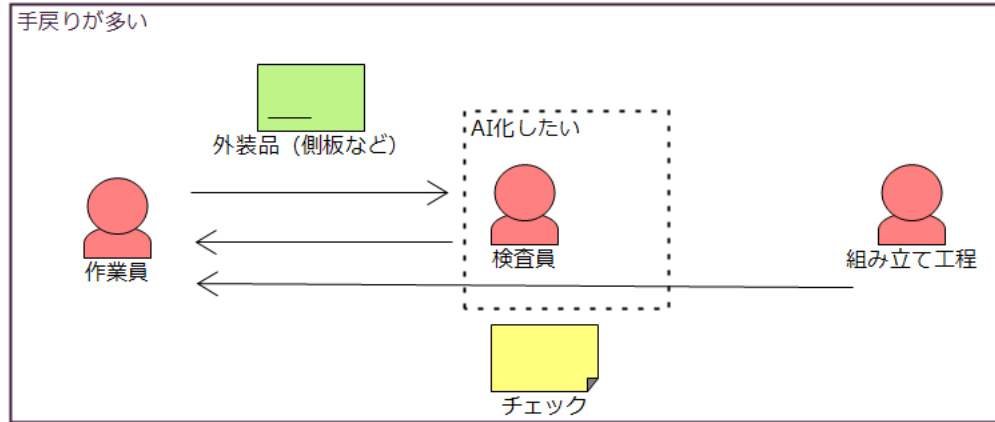 手戻りが多い
外装品（側板など）
AI化したい
作業員
検査員
組み立て工程
チェック